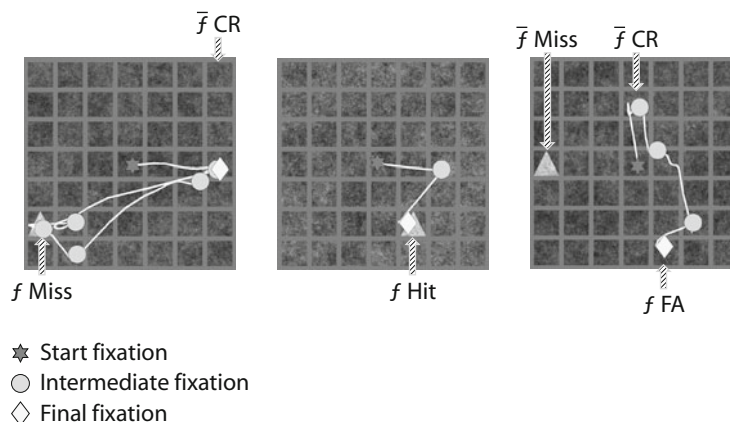 f̅ CR
f̅ Miss f̅ CR
f Miss
f Hit
f FA
Start fixation
Intermediate fixation
Final fixation